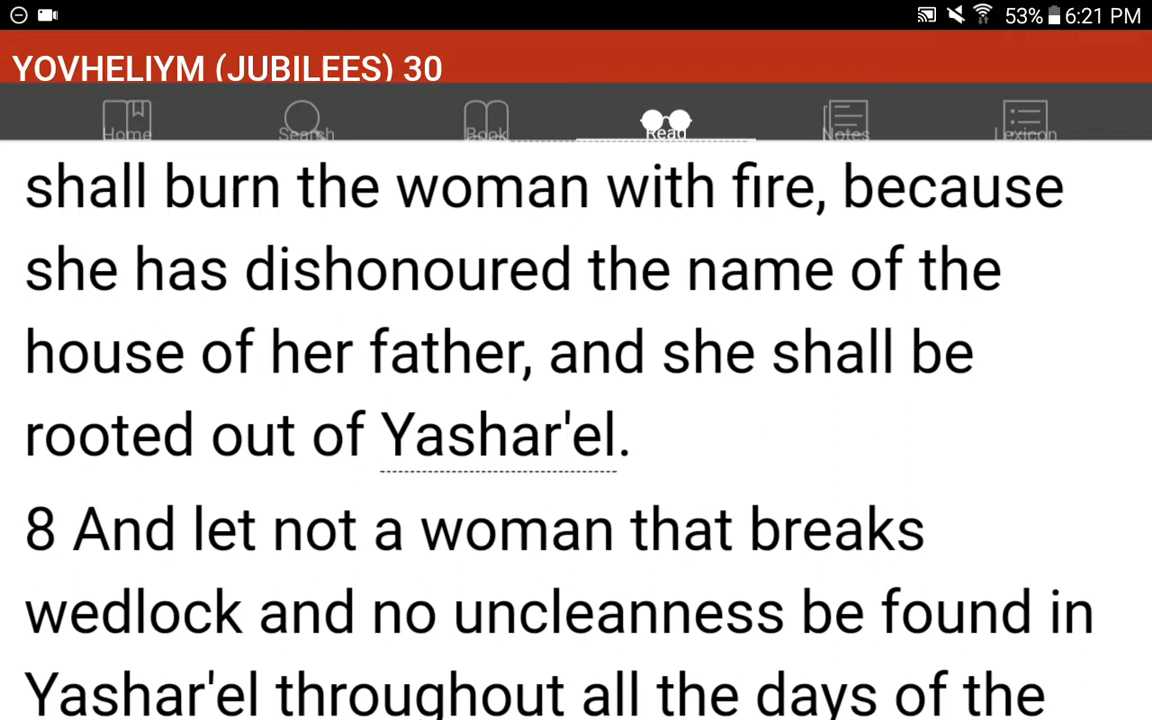 53% 6:21 PM
YOVHELIYM (JUBILEES) 30
Home Search Book Read Notes Lexicon
shall burn the woman with fire, because
she has dishonoured the name of the
house of her father, and she shall be
rooted out of Yashar'el.
8 And let not a woman that breaks
wedlock and no uncleanness be found in
Yashar'el throughout all the days of the